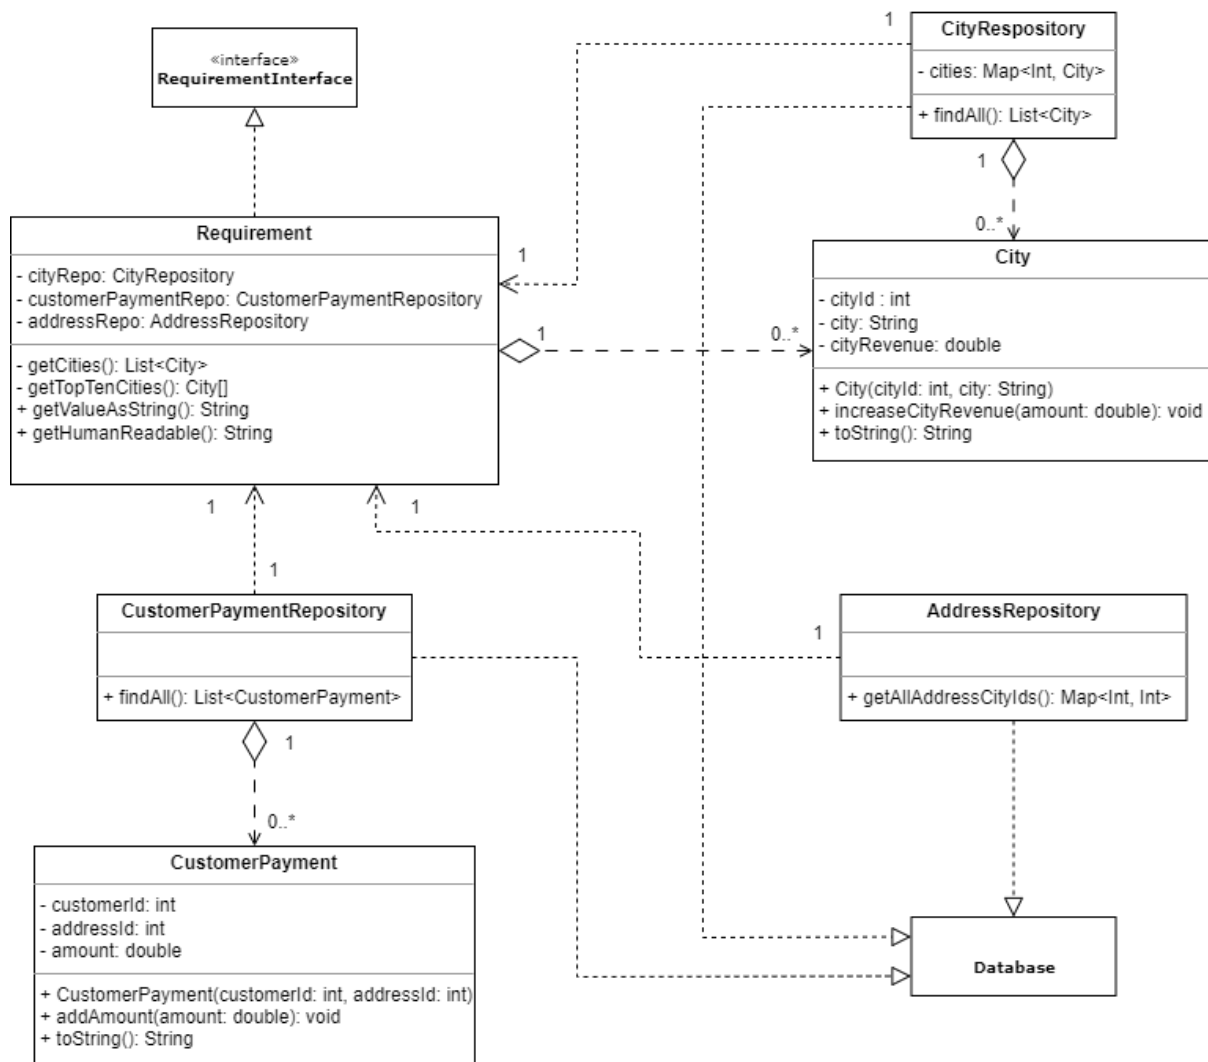 «interface»
RequirementInterface
1
CityRespository
- cities: Map<Int, City>
+ findAll(): List<City>
1
0..*
Requirement
- cityRepo: CityRepository
- customerPaymentRepo: CustomerPaymentRepository
- addressRepo: AddressRepository
- getCities(): List<City>
- getTopTenCities(): City[]
+ getValueAsString(): String
+ getHumanReadable(): String
1
1
0..*
City
- cityId : int
- city: String
- cityRevenue: double
+ City(cityId: int, city: String)
+ increaseCityRevenue(amount: double): void
+ toString(): String
1
1
1
CustomerPaymentRepository
+ findAll(): List<CustomerPayment>
1
0..*
1
AddressRepository
+ getAllAddressCityIds(): Map<Int, Int>
CustomerPayment
- customerId: int
- addressId: int
- amount: double
+ CustomerPayment(customerId: int, addressId: int)
+ addAmount(amount: double): void
+ toString(): String
Database